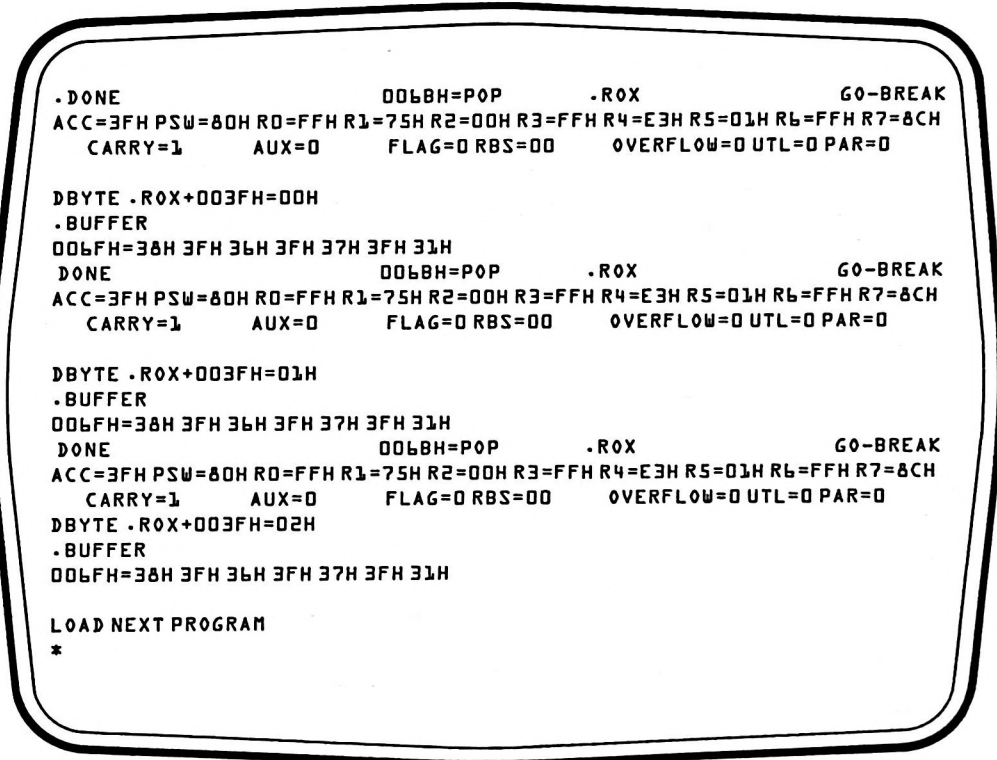 .DONE 006BH=POP .ROX GO-BREAK
ACC=3FH PSW=80H R0=FFH R1=75H R2=00H R3=FFH R4=E3H R5=01H R6=FFH R7=8CH
CARRY=1 AUX=0 FLAG=0 RBS=00 OVERFLOW=0 UTL=0 PAR=0
DBYTE .ROX+003FH=00H
.BUFFER
006FH=38H 3FH 36H 3FH 37H 3FH 31H
DONE 006BH=POP .ROX GO-BREAK
ACC=3FH PSW=80H R0=FFH R1=75H R2=00H R3=FFH R4=E3H R5=01H R6=FFH R7=8CH
CARRY=1 AUX=0 FLAG=0 RBS=00 OVERFLOW=0 UTL=0 PAR=0
DBYTE .ROX+003FH=01H
.BUFFER
006FH=38H 3FH 36H 3FH 37H 3FH 31H
DONE 006BH=POP .ROX GO-BREAK
ACC=3FH PSW=80H R0=FFH R1=75H R2=00H R3=FFH R4=E3H R5=01H R6=FFH R7=8CH
CARRY=1 AUX=0 FLAG=0 RBS=00 OVERFLOW=0 UTL=0 PAR=0
DBYTE .ROX+003FH=02H
.BUFFER
006FH=38H 3FH 36H 3FH 37H 3FH 31H
LOAD NEXT PROGRAM
*